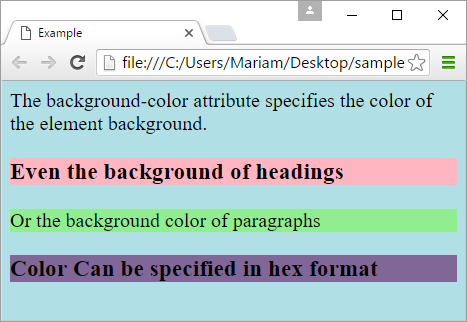 Example
file:///C:/Users/Mariam/Desktop/sample
The background-color attribute specifies the color of
the element background.
Even the background of headings
Or the background color of paragraphs
Color Can be specified in hex format